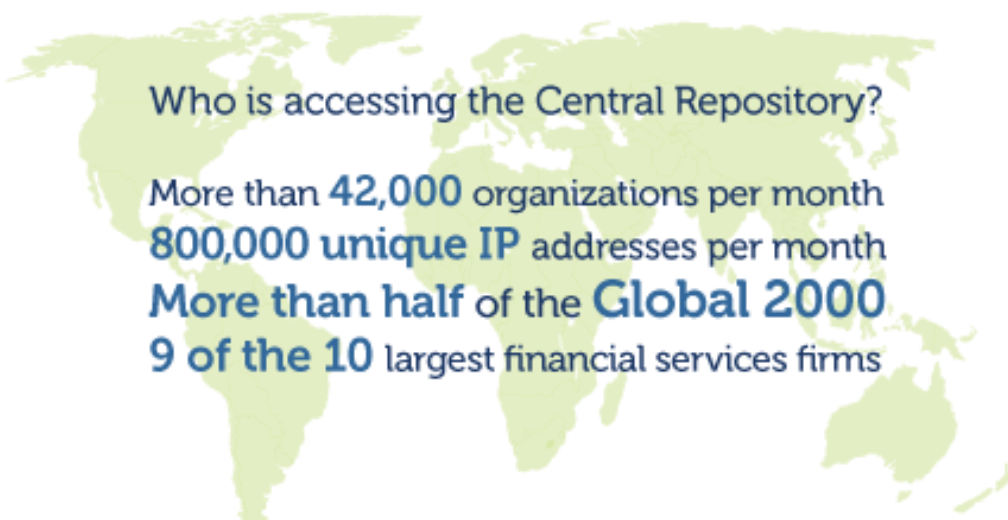 Who is accessing the Central Repository?
More than 42,000 organizations per month
800,000 unique IP addresses per month
More than half of the Global 2000
9 of the 10 largest financial services firms